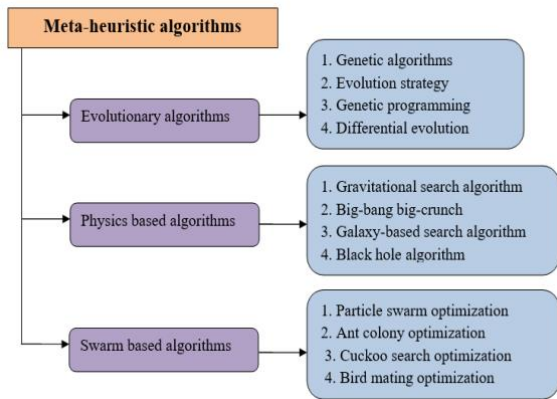 Meta-heuristic algorithms
Evolutionary algorithms
1. Genetic algorithms
2. Evolution strategy
3. Genetic programming
4. Differential evolution
Physics based algorithms
1. Gravitational search algorithm
2. Big-bang big-crunch
3. Galaxy-based search algorithm
4. Black hole algorithm
Swarm based algorithms
1. Particle swarm optimization
2. Ant colony optimization
3. Cuckoo search optimization
4. Bird mating optimization